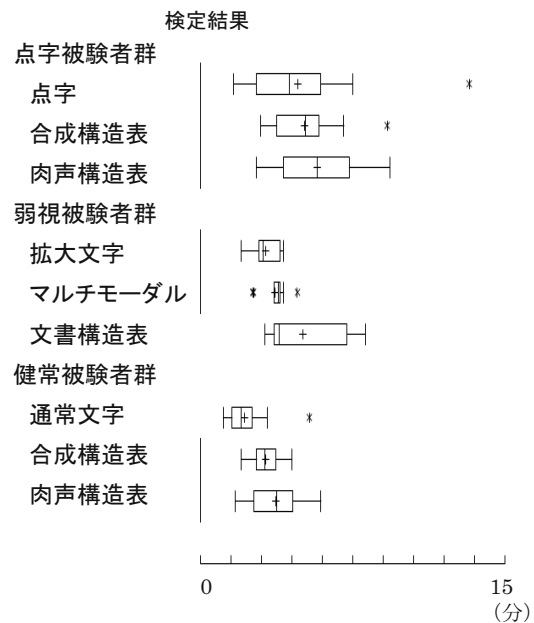 検定結果
点字被験者群
点字
合成構造表
肉声構造表
弱視被験者群
拡大文字
マルチモーダル
文書構造表
健常被験者群
通常文字
合成構造表
肉声構造表
0 15
（分）